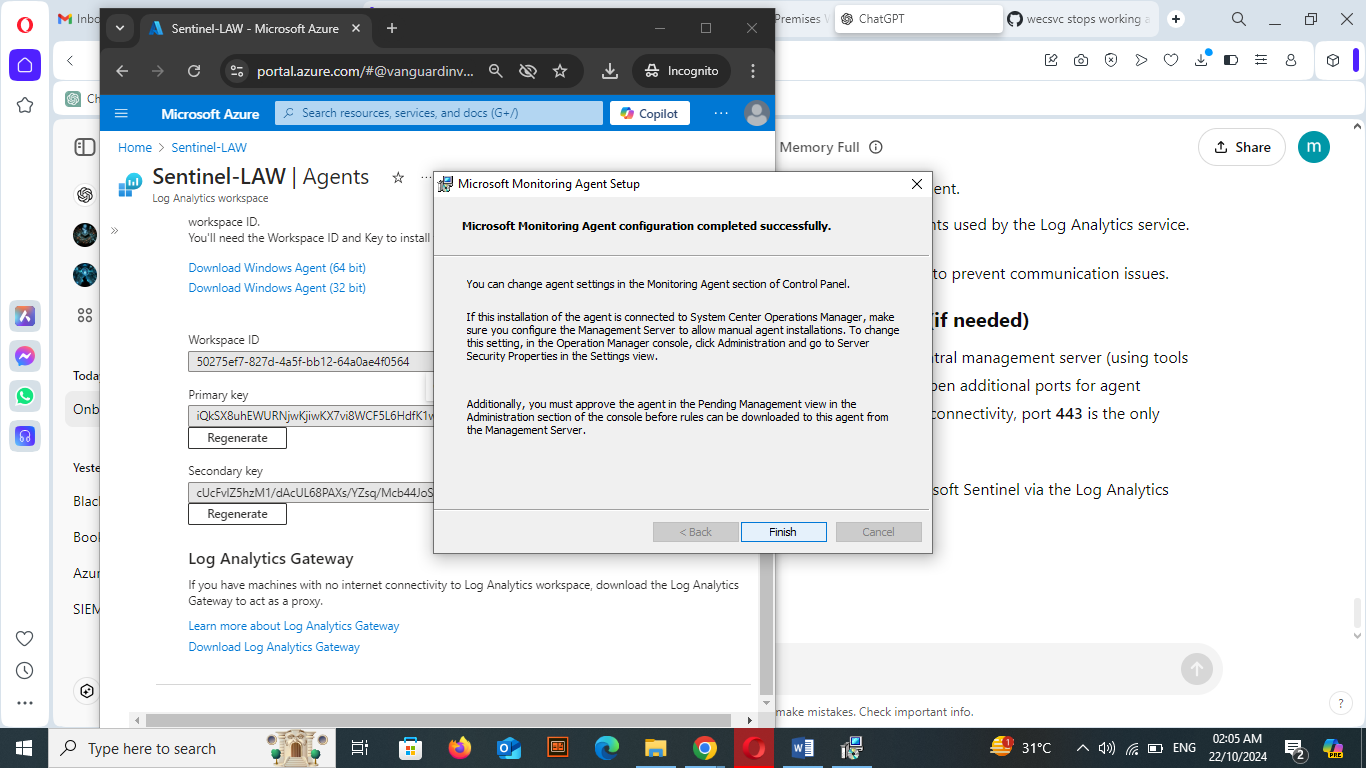 Inbo
Premises
ChatGPT
wecsvc stops working a
Sentinel-LAW - Microsoft Azure
portal.azure.com/#@vanguardinv...
Incognito
Microsoft Azure
Search resources, services, and docs (G+/)
Copilot
Home > Sentinel-LAW
Sentinel-LAW | Agents
Log Analytics workspace
workspace ID.
You'll need the Workspace ID and Key to install
Download Windows Agent (64 bit)
Download Windows Agent (32 bit)
Workspace ID
50275ef7-827d-4a5f-bb12-64a0ae4f0564
Primary key
iQkSX8uhEWURNjwKjiwKX7vi8WCF5L6HdfK1w
Regenerate
Secondary key
cUcFvIZ5hzM1/dAcUL68PAXs/YZsq/Mcb44JoS
Regenerate
Log Analytics Gateway
If you have machines with no internet connectivity to Log Analytics workspace, download the Log Analytics
Gateway to act as a proxy.
Learn more about Log Analytics Gateway
Download Log Analytics Gateway
Microsoft Monitoring Agent Setup
Microsoft Monitoring Agent configuration completed successfully.
You can change agent settings in the Monitoring Agent section of Control Panel.
If this installation of the agent is connected to System Center Operations Manager, make
sure you configure the Management Server to allow manual agent installations. To change
this setting, in the Operation Manager console, click Administration and go to Server
Security Properties in the Settings view.
Additionally, you must approve the agent in the Pending Management view in the
Administration section of the console before rules can be downloaded to this agent from
the Management Server.
< Back
Finish
Cancel
Ch
Toda
Onb
Yeste
Blac
Book
Azur
SIEM
Memory Full
Share
m
ent.
nts used by the Log Analytics service.
to prevent communication issues.
(if needed)
tral management server (using tools
pen additional ports for agent
connectivity, port 443 is the only
soft Sentinel via the Log Analytics
make mistakes. Check important info.
?
Type here to search
31°C
ENG
02:05 AM
22/10/2024
2
PRE